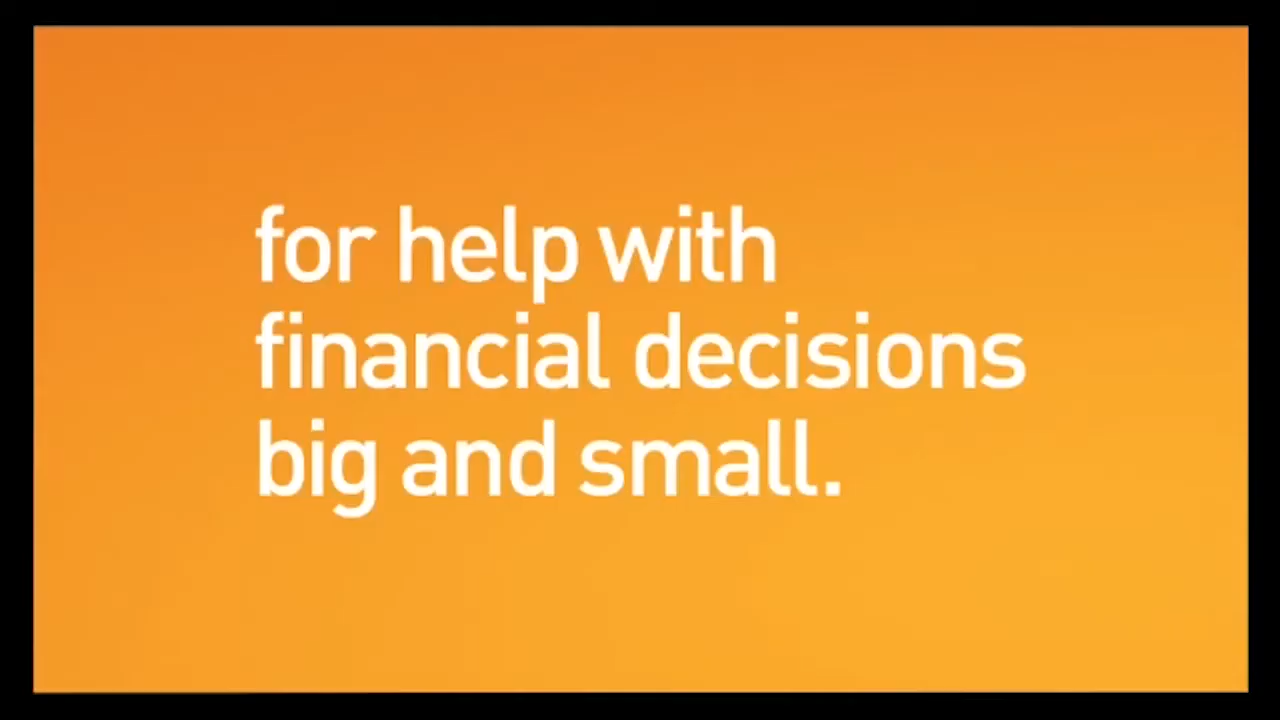 for help with
financial decisions
big and small.